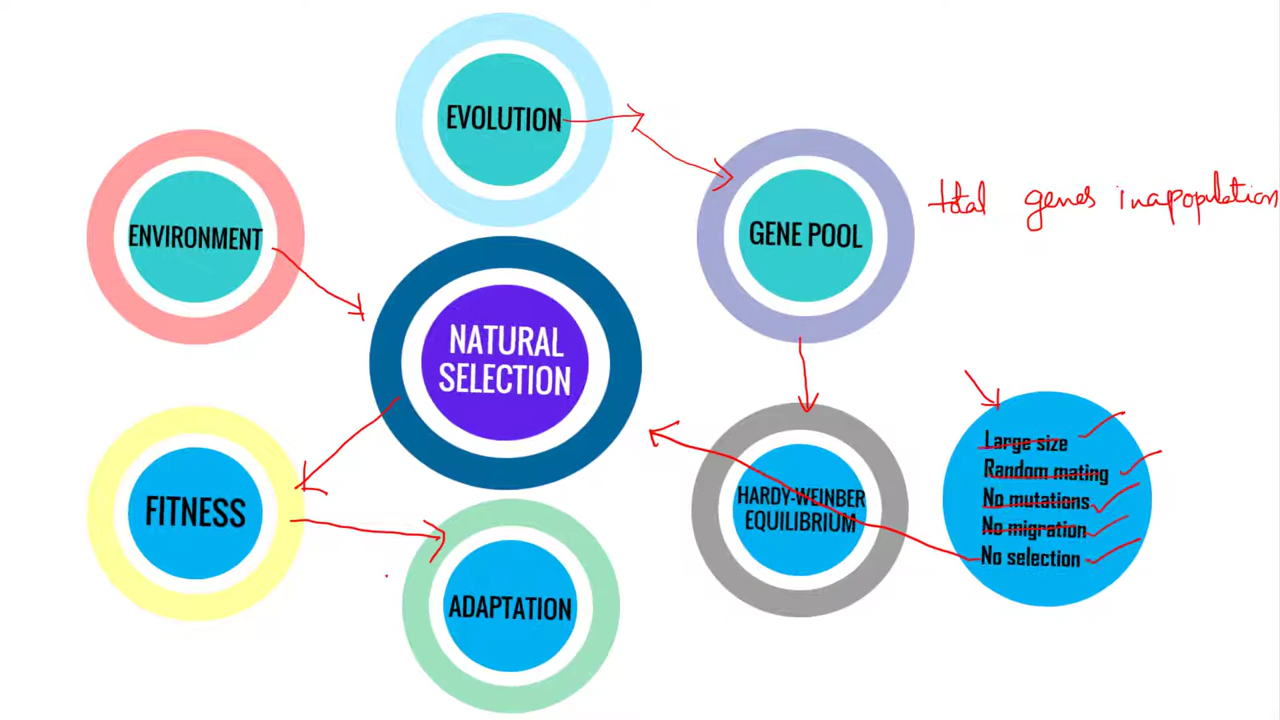 EVOLUTION
ENVIRONMENT
GENE POOL
total genes in a population
NATURAL
SELECTION
FITNESS
ADAPTATION
HARDY-WEINBER
EQUILIBRIUM
Large size
Random mating
No mutations
No migration
No selection